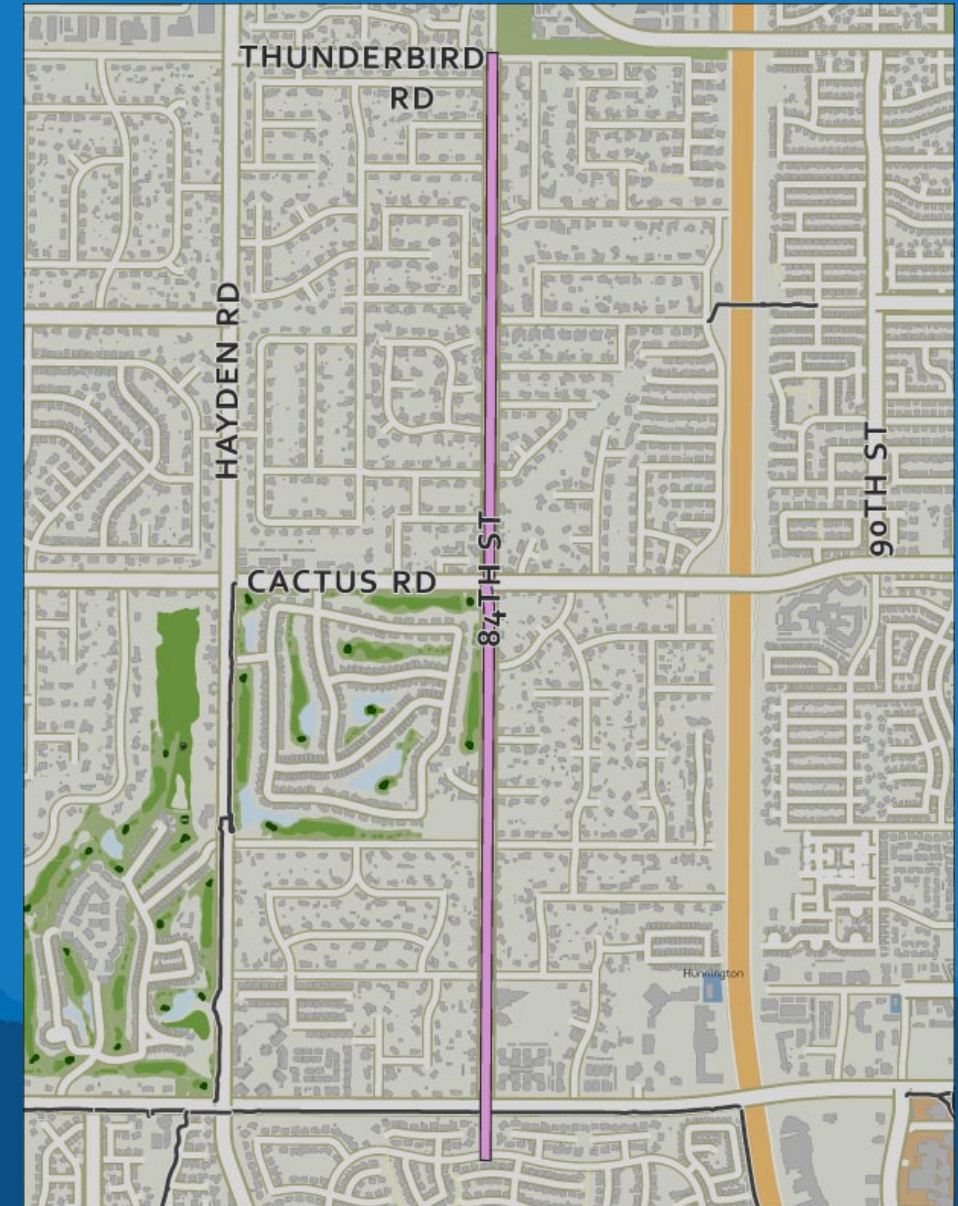 THUNDERBIRD
RD
HAYDEN RD
90TH ST
84TH ST
CACTUS RD
Hunnington